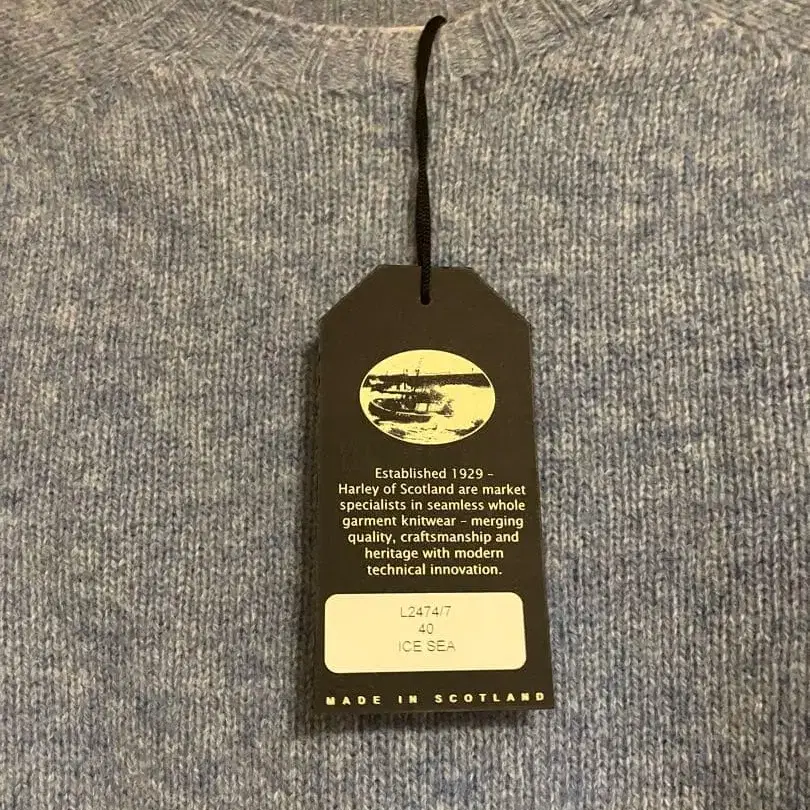 Established 1929 –
Harley of Scotland are market
specialists in seamless whole
garment knitwear – merging
quality, craftsmanship and
heritage with modern
technical innovation.
L2474/7
40
ICE SEA
MADE IN SCOTLAND